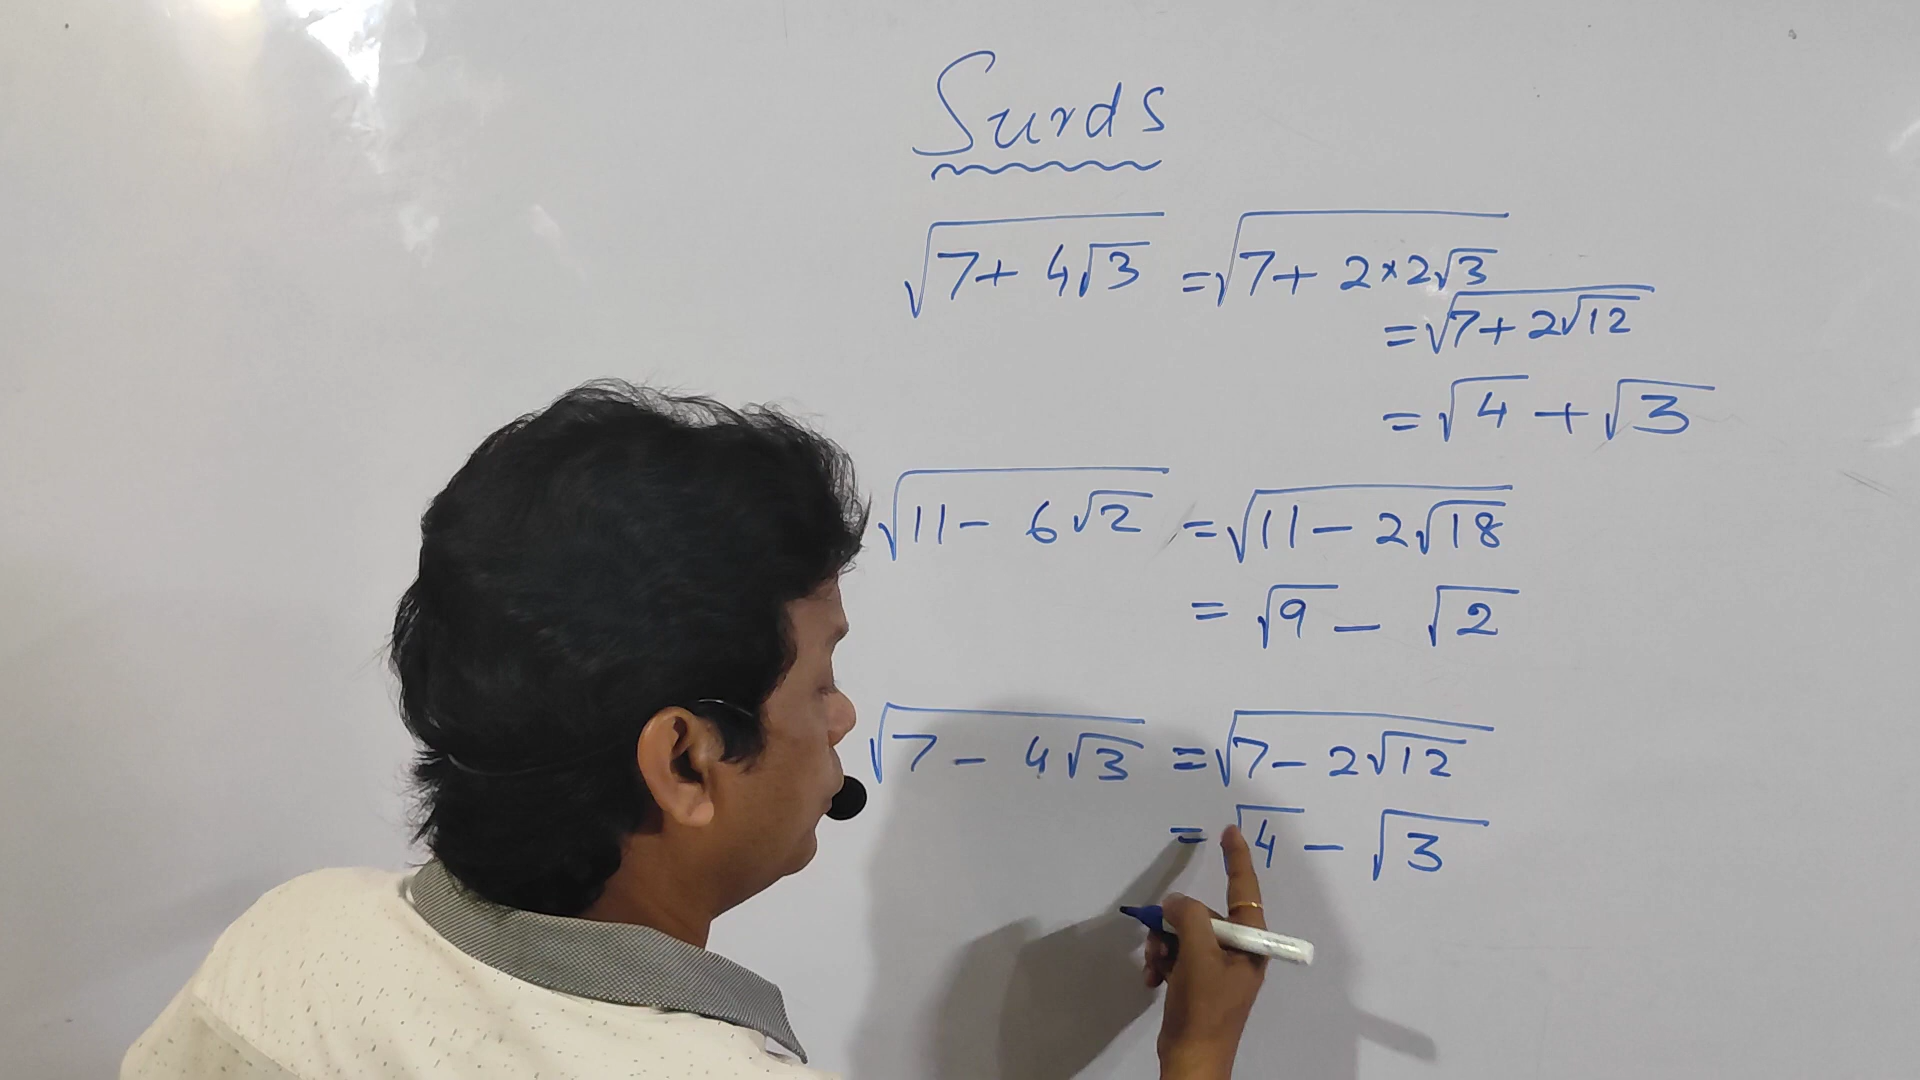 Surds
√(7+ 4√3) = √(7+ 2×2√3)
= √(7+ 2√12)
= √4 + √3
√(11 - 6√2) = √(11 - 2√18)
= √9 - √2
√(7 - 4√3) = √(7 - 2√12)
= √4 - √3